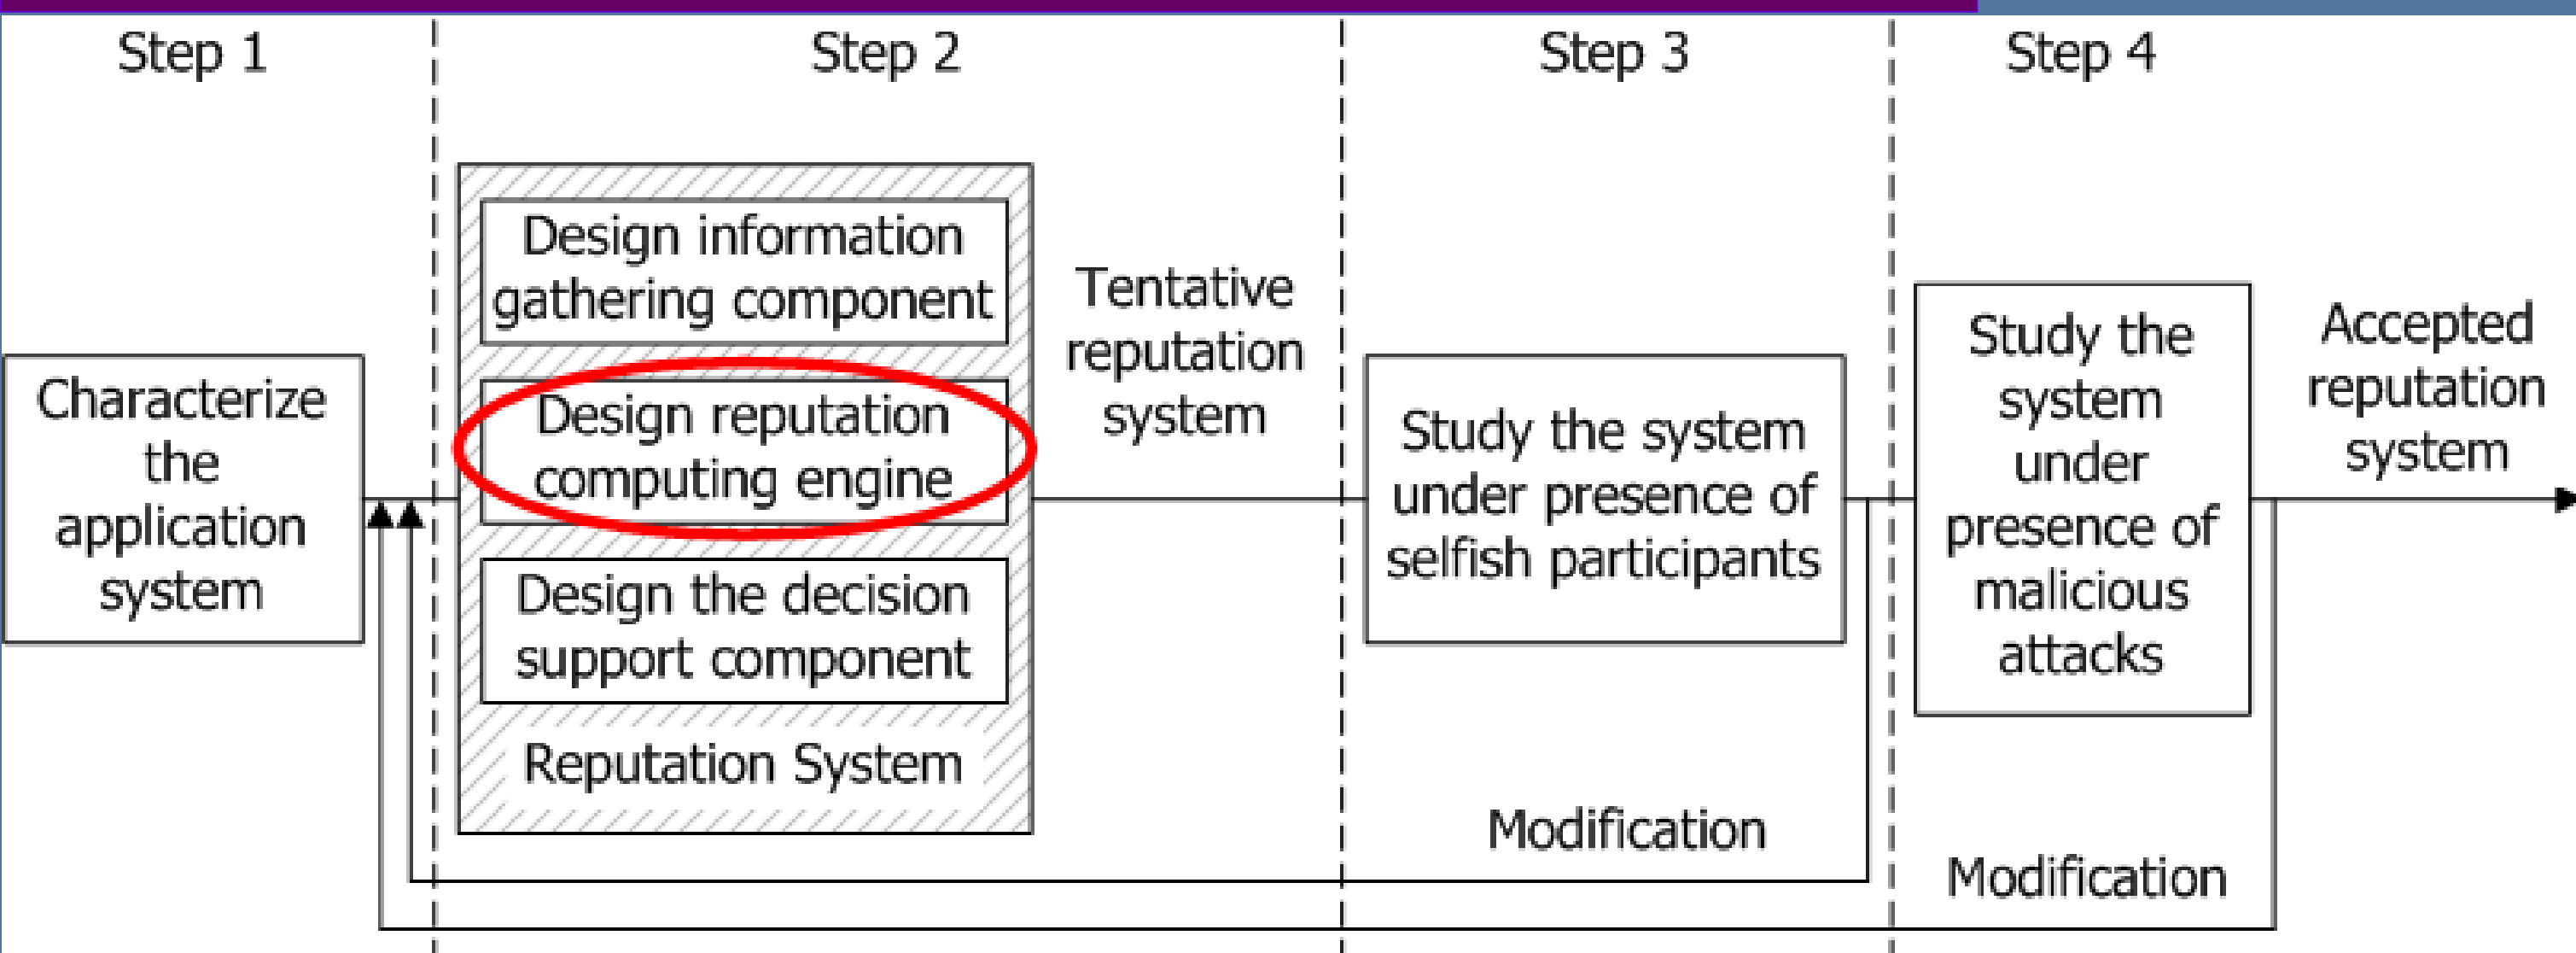 Step 1
Step 2
Step 3
Step 4
Characterize
the
application
system
Design information
gathering component
Design reputation
computing engine
Design the decision
support component
Reputation System
Tentative
reputation
system
Study the system
under presence of
selfish participants
Modification
Study the
system
under
presence of
malicious
attacks
Modification
Accepted
reputation
system